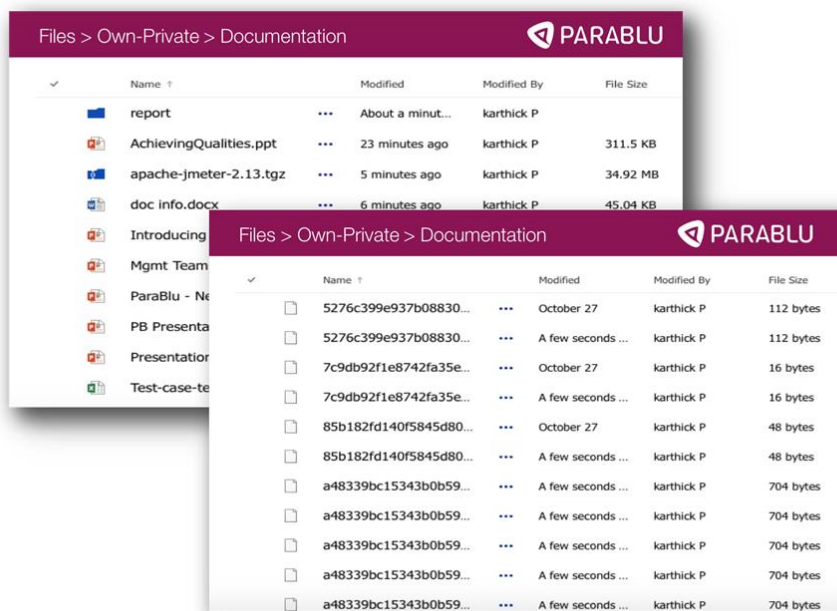 Files > Own-Private > Documentation
PARABLU
Name ↑ Modified Modified By File Size
report ... About a minut... karthick P
AchievingQualities.ppt ... 23 minutes ago karthick P 311.5 KB
apache-jmeter-2.13.tgz ... 5 minutes ago karthick P 34.92 MB
doc info.docx ... 6 minutes ago karthick P 45.04 KB
Introducing
Mgmt Team
ParaBlu - Ne
PB Presenta
Presentation
Test-case-te
Files > Own-Private > Documentation
PARABLU
Name ↑ Modified Modified By File Size
5276c399e937b08830... ... October 27 karthick P 112 bytes
5276c399e937b08830... ... A few seconds ... karthick P 112 bytes
7c9db92f1e8742fa35e... ... October 27 karthick P 16 bytes
7c9db92f1e8742fa35e... ... A few seconds ... karthick P 16 bytes
85b182fd140f5845d80... ... October 27 karthick P 48 bytes
85b182fd140f5845d80... ... A few seconds ... karthick P 48 bytes
a48339bc15343b0b59... ... A few seconds ... karthick P 704 bytes
a48339bc15343b0b59... ... A few seconds ... karthick P 704 bytes
a48339bc15343b0b59... ... A few seconds ... karthick P 704 bytes
a48339bc15343b0b59... ... A few seconds ... karthick P 704 bytes
a48339bc15343b0b59... ... A few seconds ... karthick P 704 bytes